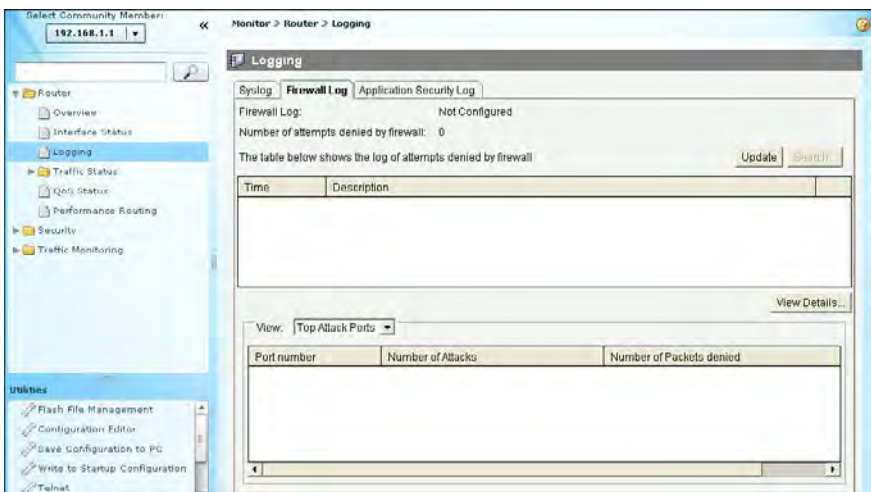 Select Community Member:
192.168.1.1
«
Monitor > Router > Logging
Router
Overview
Interface Status
Logging
Traffic Status
QoS Status
Performance Routing
Security
Traffic Monitoring
Utilities
Flash File Management
Configuration Editor
Save Configuration to PC
Write to Startup Configuration
Telnet
Logging
Syslog Firewall Log Application Security Log
Firewall Log: Not Configured
Number of attempts denied by firewall: 0
The table below shows the log of attempts denied by firewall
Update Search...
Time Description
View Details...
View: Top Attack Ports
Port number Number of Attacks Number of Packets denied